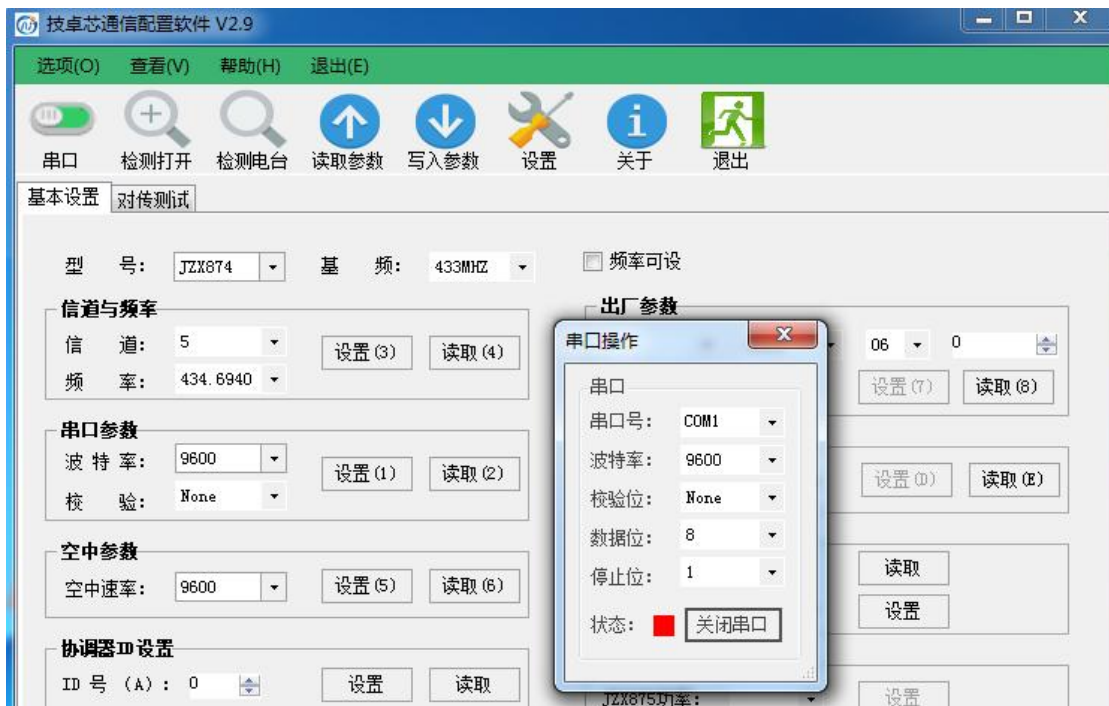 技卓芯通信配置软件 V2.9
选项(O) 查看(V) 帮助(H) 退出(E)
串口 检测打开 检测电台 读取参数 写入参数 设置 关于 退出
基本设置 对传测试
型 号： JZX874 基 频： 433MHZ 频率可设
信道与频率
信 道： 5 设置(3) 读取(4)
频 率： 434.6940
串口参数
波特率： 9600 设置(1) 读取(2)
校 验： None
空中参数
空中速率： 9600 设置(5) 读取(6)
协调器ID设置
ID 号 (A)： 0 设置 读取
出厂参数
06 0
设置(7) 读取(8)
设置(D) 读取(E)
读取
设置
JZX875功率： 设置
串口操作
串口
串口号： COM1
波特率： 9600
校验位： None
数据位： 8
停止位： 1
状态： 关闭串口